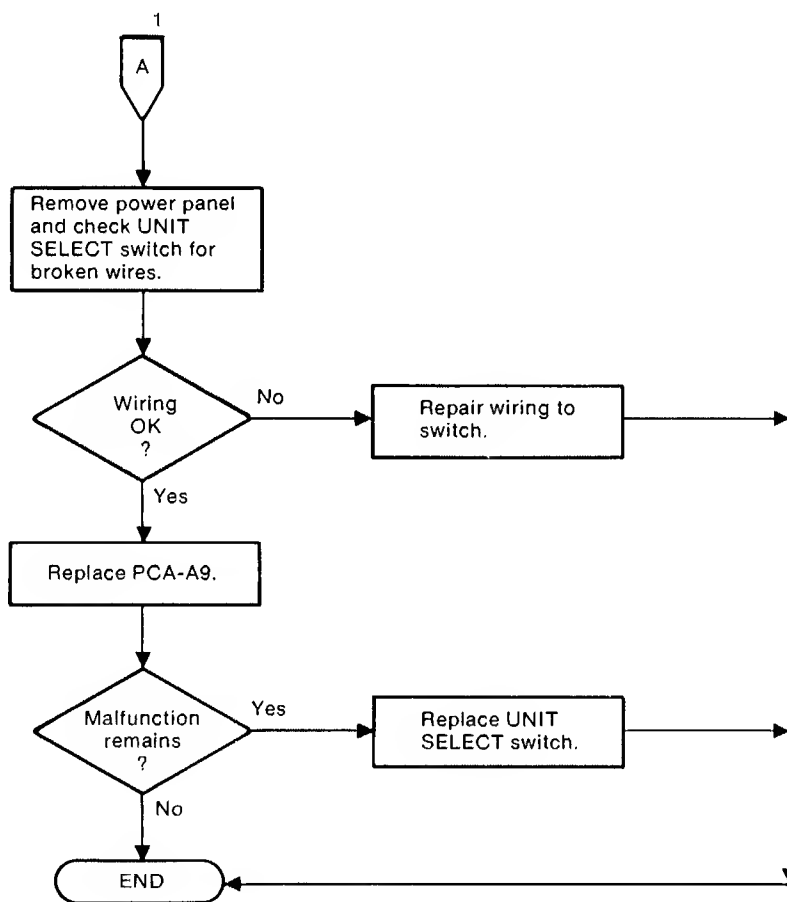 1
A
Remove power panel
and check UNIT
SELECT switch for
broken wires.
Wiring
OK
?
No
Repair wiring to
switch.
Yes
Replace PCA-A9.
Malfunction
remains
?
Yes
Replace UNIT
SELECT switch.
No
END